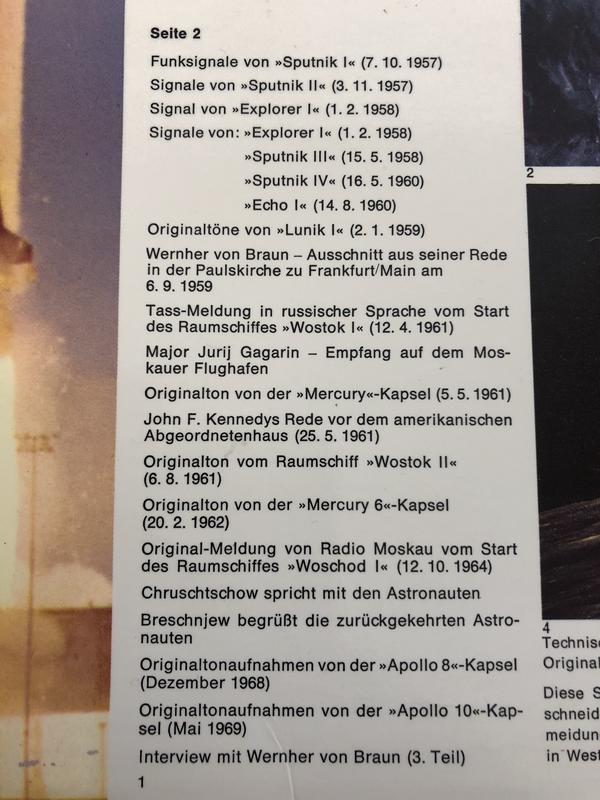 Seite 2
Funksignale von »Sputnik I« (7. 10. 1957)
Signale von »Sputnik II« (3. 11. 1957)
Signal von »Explorer I« (1. 2. 1958)
Signale von: »Explorer I« (1. 2. 1958)
»Sputnik III« (15. 5. 1958)
»Sputnik IV« (16. 5. 1960)
»Echo I« (14. 8. 1960)
Originaltöne von »Lunik I« (2. 1. 1959)
Wernher von Braun – Ausschnitt aus seiner Rede
in der Paulskirche zu Frankfurt/Main am
6. 9. 1959
Tass-Meldung in russischer Sprache vom Start
des Raumschiffes »Wostok I« (12. 4. 1961)
Major Jurij Gagarin – Empfang auf dem Mos-
kauer Flughafen
Originalton von der »Mercury«-Kapsel (5. 5. 1961)
John F. Kennedys Rede vor dem amerikanischen
Abgeordnetenhaus (25. 5. 1961)
Originalton vom Raumschiff »Wostok II«
(6. 8. 1961)
Originalton von der »Mercury 6«-Kapsel
(20. 2. 1962)
Original-Meldung von Radio Moskau vom Start
des Raumschiffes »Woschod I« (12. 10. 1964)
Chruschtschow spricht mit den Astronauten
Breschnjew begrüßt die zurückgekehrten Astro-
nauten
Originaltonaufnahmen von der »Apollo 8«-Kapsel
(Dezember 1968)
Originaltonaufnahmen von der »Apollo 10«-Kap-
sel (Mai 1969)
Interview mit Wernher von Braun (3. Teil)
1
2
4
Technis
Original
Diese S
schneid
meidun
in West